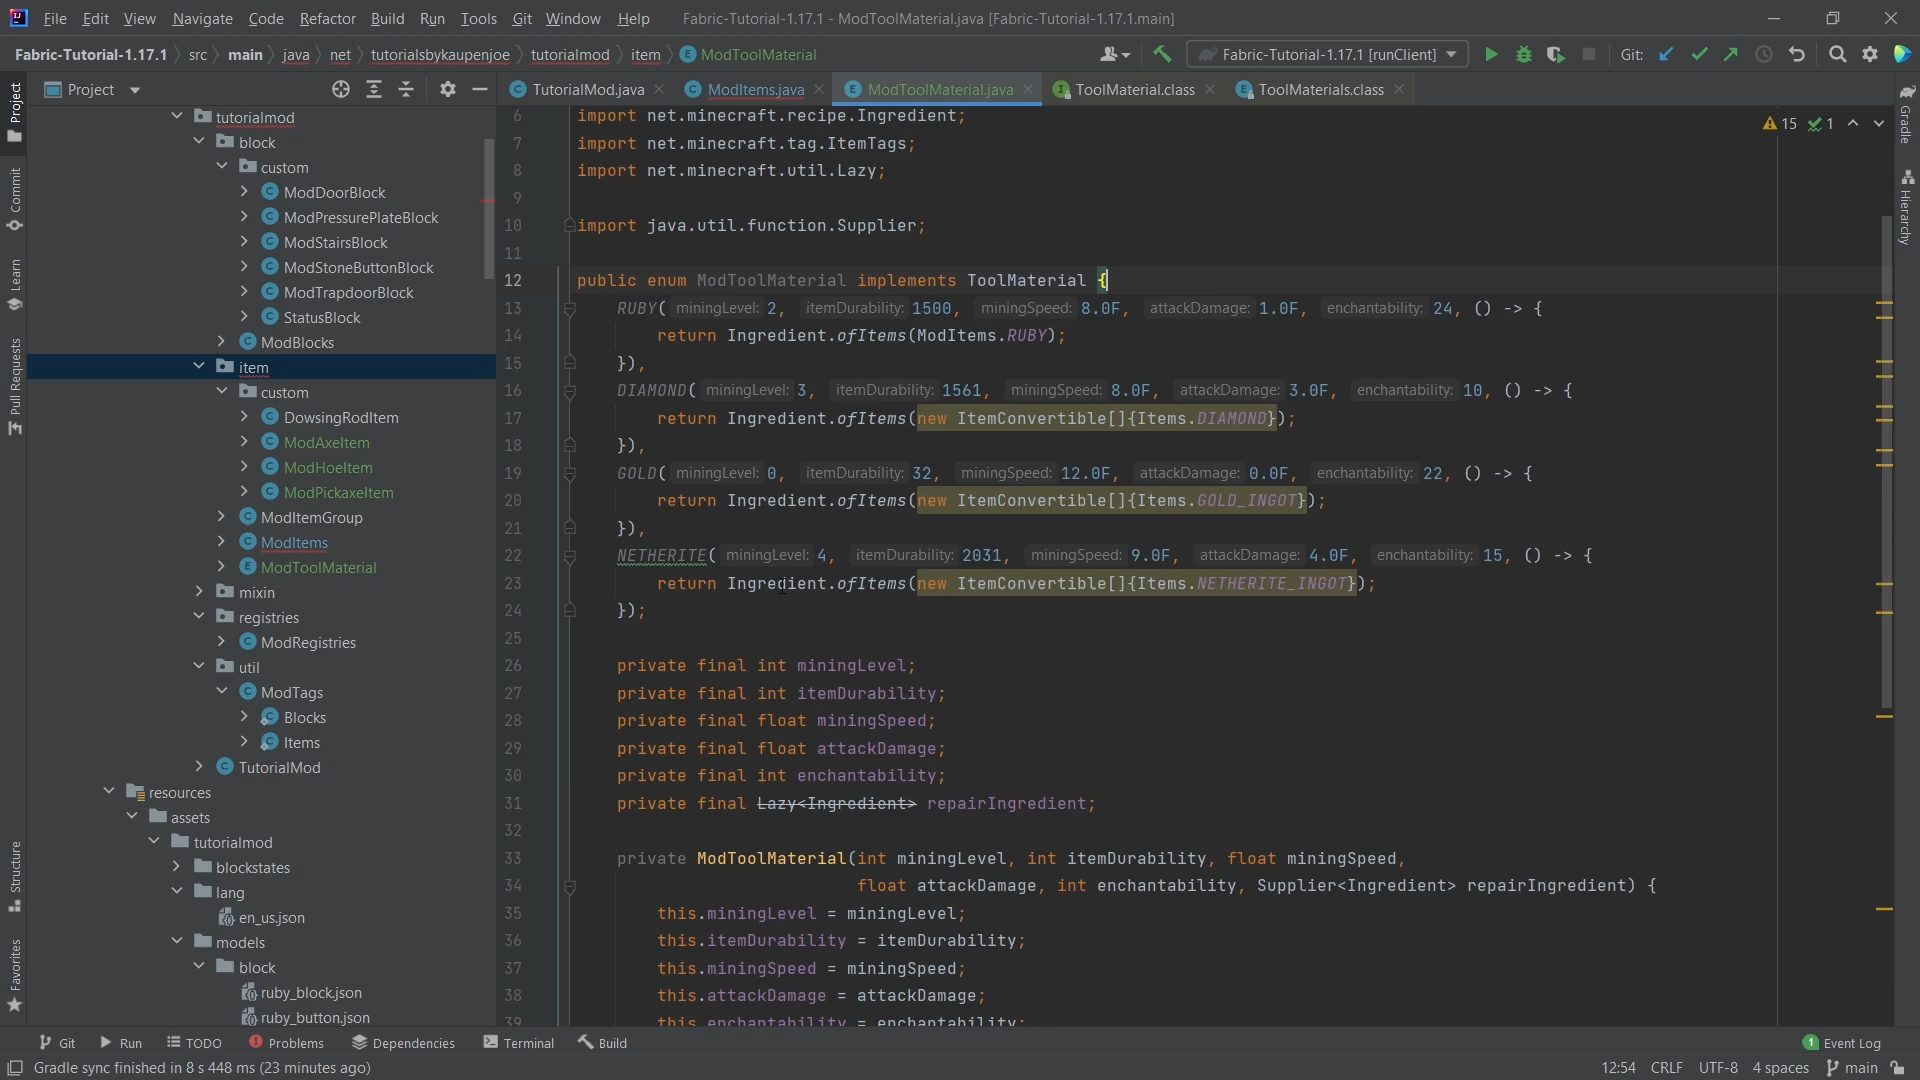 File Edit View Navigate Code Refactor Build Run Tools Git Window Help Fabric-Tutorial-1.17.1 - ModToolMaterial.java [Fabric-Tutorial-1.17.1.main]
Fabric-Tutorial-1.17.1 src main java net tutorialsbykaupenjoe tutorialmod item ModToolMaterial Fabric-Tutorial-1.17.1 [runClient] Git:
Project TutorialMod.java ModItems.java ModToolMaterial.java ToolMaterial.class ToolMaterials.class
Project
Commit
Learn
Pull Requests
Structure
Favorites
tutorialmod
block
custom
ModDoorBlock
ModPressurePlateBlock
ModStairsBlock
ModStoneButtonBlock
ModTrapdoorBlock
StatusBlock
ModBlocks
item
custom
DowsingRodItem
ModAxeItem
ModHoeItem
ModPickaxeItem
ModItemGroup
ModItems
ModToolMaterial
mixin
registries
ModRegistries
util
ModTags
Blocks
Items
TutorialMod
resources
assets
tutorialmod
blockstates
lang
en_us.json
models
block
ruby_block.json
ruby_button.json
15 1
6 import net.minecraft.recipe.Ingredient;
7 import net.minecraft.tag.ItemTags;
8 import net.minecraft.util.Lazy;
9
10 import java.util.function.Supplier;
11
12 public enum ModToolMaterial implements ToolMaterial {
13 RUBY( miningLevel: 2, itemDurability: 1500, miningSpeed: 8.0F, attackDamage: 1.0F, enchantability: 24, () -> {
14 return Ingredient.ofItems(ModItems.RUBY);
15 }),
16 DIAMOND( miningLevel: 3, itemDurability: 1561, miningSpeed: 8.0F, attackDamage: 3.0F, enchantability: 10, () -> {
17 return Ingredient.ofItems(new ItemConvertible[]{Items.DIAMOND});
18 }),
19 GOLD( miningLevel: 0, itemDurability: 32, miningSpeed: 12.0F, attackDamage: 0.0F, enchantability: 22, () -> {
20 return Ingredient.ofItems(new ItemConvertible[]{Items.GOLD_INGOT});
21 }),
22 NETHERITE( miningLevel: 4, itemDurability: 2031, miningSpeed: 9.0F, attackDamage: 4.0F, enchantability: 15, () -> {
23 return Ingredient.ofItems(new ItemConvertible[]{Items.NETHERITE_INGOT});
24 });
25
26 private final int miningLevel;
27 private final int itemDurability;
28 private final float miningSpeed;
29 private final float attackDamage;
30 private final int enchantability;
31 private final Lazy<Ingredient> repairIngredient;
32
33 private ModToolMaterial(int miningLevel, int itemDurability, float miningSpeed,
34 float attackDamage, int enchantability, Supplier<Ingredient> repairIngredient) {
35 this.miningLevel = miningLevel;
36 this.itemDurability = itemDurability;
37 this.miningSpeed = miningSpeed;
38 this.attackDamage = attackDamage;
39 this.enchantability = enchantability;
Gradle
Hierarchy
Git Run TODO Problems Dependencies Terminal Build 1 Event Log
Gradle sync finished in 8 s 448 ms (23 minutes ago) 12:54 CRLF UTF-8 4 spaces main